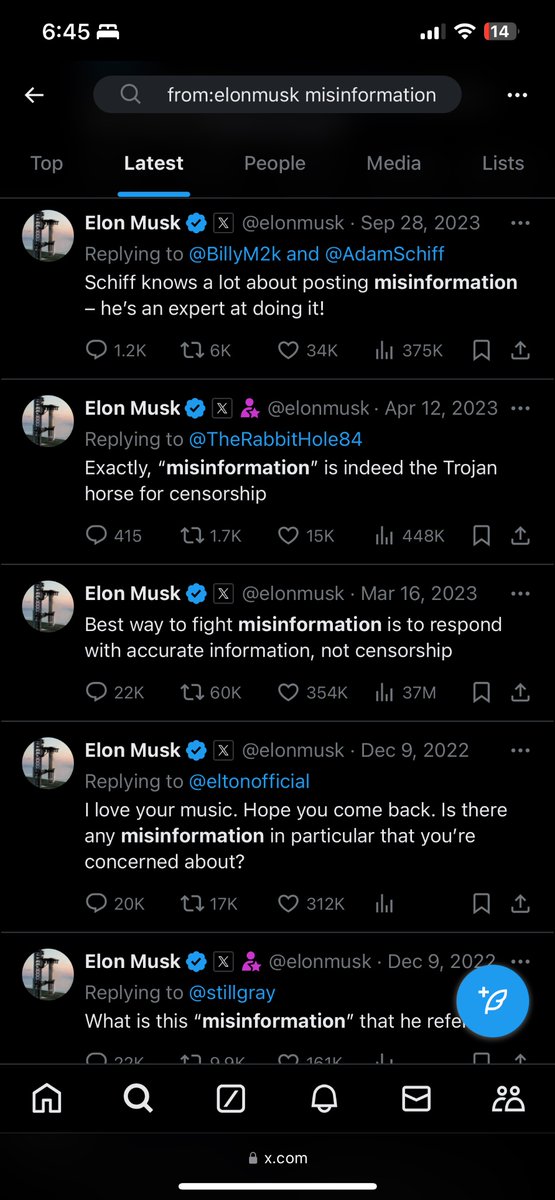 6:45
14
from:elonmusk misinformation
Top Latest People Media Lists
Elon Musk X @elonmusk · Sep 28, 2023
Replying to @BillyM2k and @AdamSchiff
Schiff knows a lot about posting misinformation
– he's an expert at doing it!
1.2K 6K 34K 375K
Elon Musk X @elonmusk · Apr 12, 2023
Replying to @TheRabbitHole84
Exactly, “misinformation” is indeed the Trojan
horse for censorship
415 1.7K 15K 448K
Elon Musk X @elonmusk · Mar 16, 2023
Best way to fight misinformation is to respond
with accurate information, not censorship
22K 60K 354K 37M
Elon Musk X @elonmusk · Dec 9, 2022
Replying to @eltonofficial
I love your music. Hope you come back. Is there
any misinformation in particular that you're
concerned about?
20K 17K 312K
Elon Musk X @elonmusk · Dec 9, 2022
Replying to @stillgray
What is this “misinformation” that he
22K 9.9K 161K
x.com